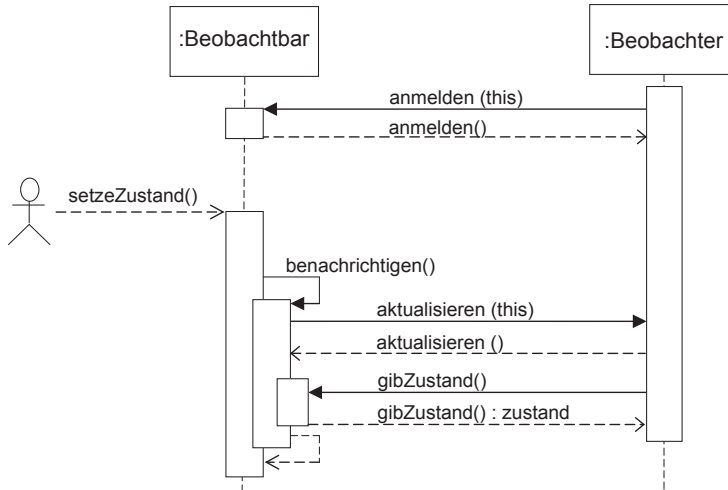 :Beobachtbar
:Beobachter
anmelden (this)
anmelden()
setzeZustand()
benachrichtigen()
aktualisieren (this)
aktualisieren ()
gibZustand()
gibZustand() : zustand